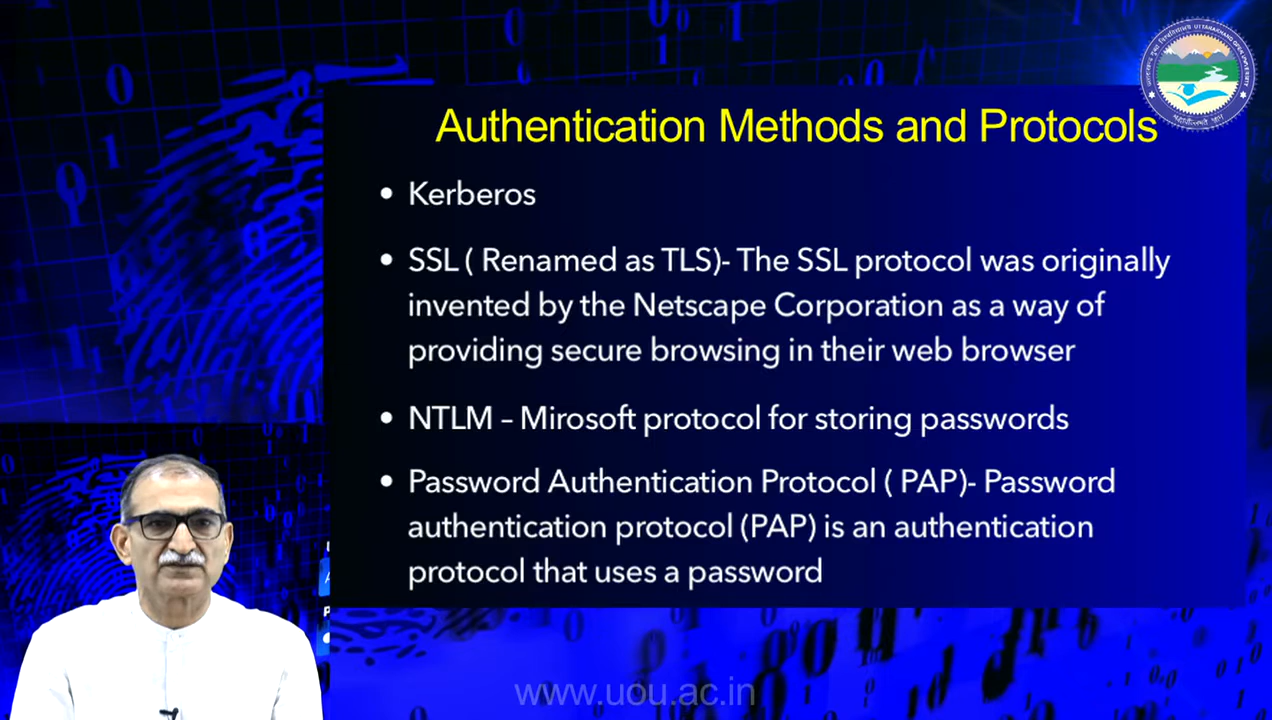 Authentication Methods and Protocols
• Kerberos
• SSL ( Renamed as TLS)- The SSL protocol was originally
invented by the Netscape Corporation as a way of
providing secure browsing in their web browser
• NTLM – Mirosoft protocol for storing passwords
• Password Authentication Protocol ( PAP)- Password
authentication protocol (PAP) is an authentication
protocol that uses a password
www.uou.ac.in